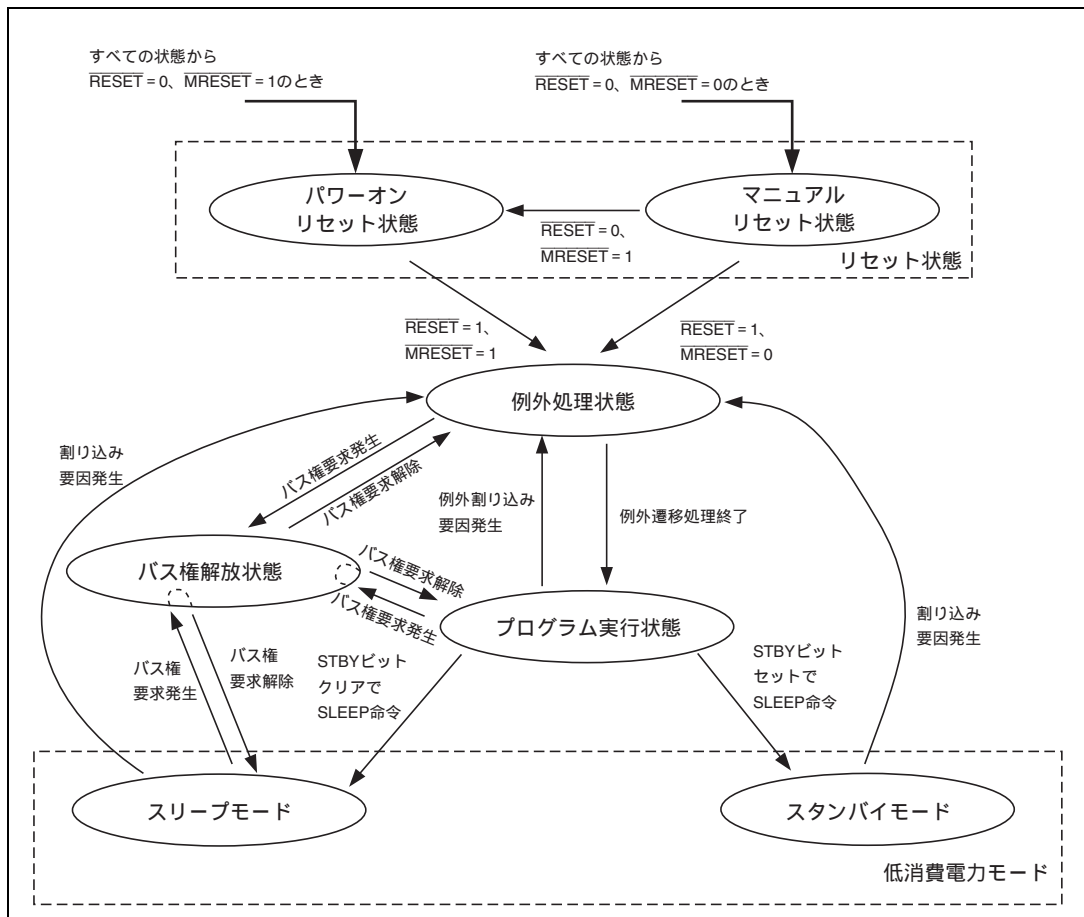 すべての状態から
RESET = 0、MRESET = 1のとき
すべての状態から
RESET = 0、MRESET = 0のとき
パワーオン
リセット状態
マニュアル
リセット状態
RESET = 0、
MRESET = 1
リセット状態
RESET = 1、
MRESET = 1
RESET = 1、
MRESET = 0
例外処理状態
割り込み
要因発生
バス権要求発生
バス権要求解除
例外割り込み
要因発生
例外遷移処理終了
バス権解放状態
バス権要求解除
バス権要求発生
プログラム実行状態
割り込み
要因発生
バス権
要求発生
バス権
要求解除
STBYビット
クリアで
SLEEP命令
STBYビット
セットで
SLEEP命令
スリープモード
スタンバイモード
低消費電力モード